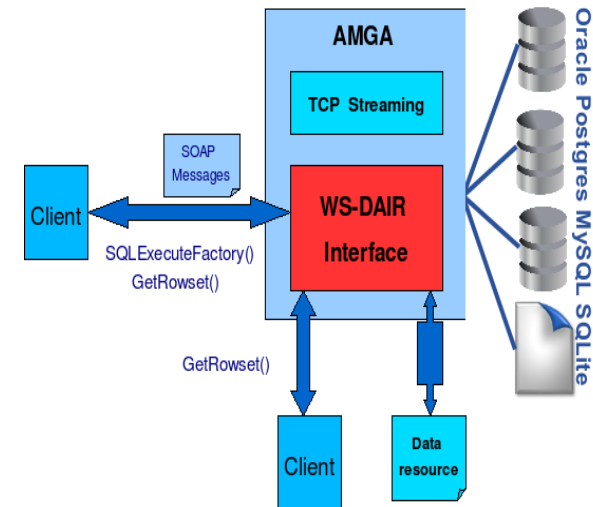 AMGA
TCP Streaming
SOAP
Messages
Client
WS-DAIR
Interface
SQLExecuteFactory()
GetRowset()
GetRowset()
Client
Data
resource
Oracle Postgres MySQL SQLite